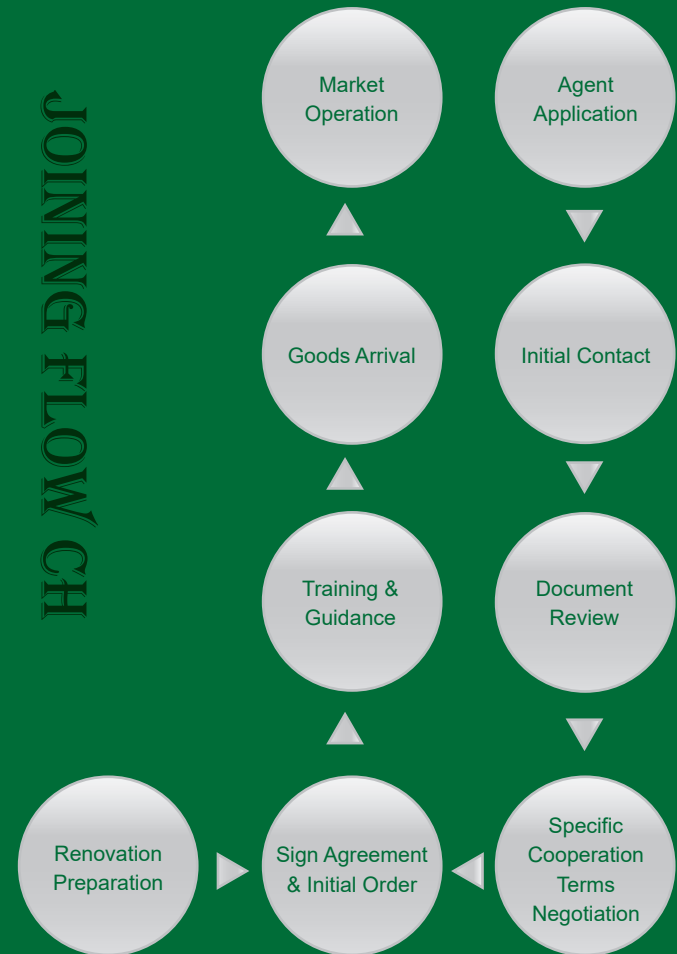 JOINING FLOW CH
Market
Operation
Agent
Application
Goods Arrival
Initial Contact
Training &
Guidance
Document
Review
Renovation
Preparation
Sign Agreement
& Initial Order
Specific
Cooperation
Terms
Negotiation